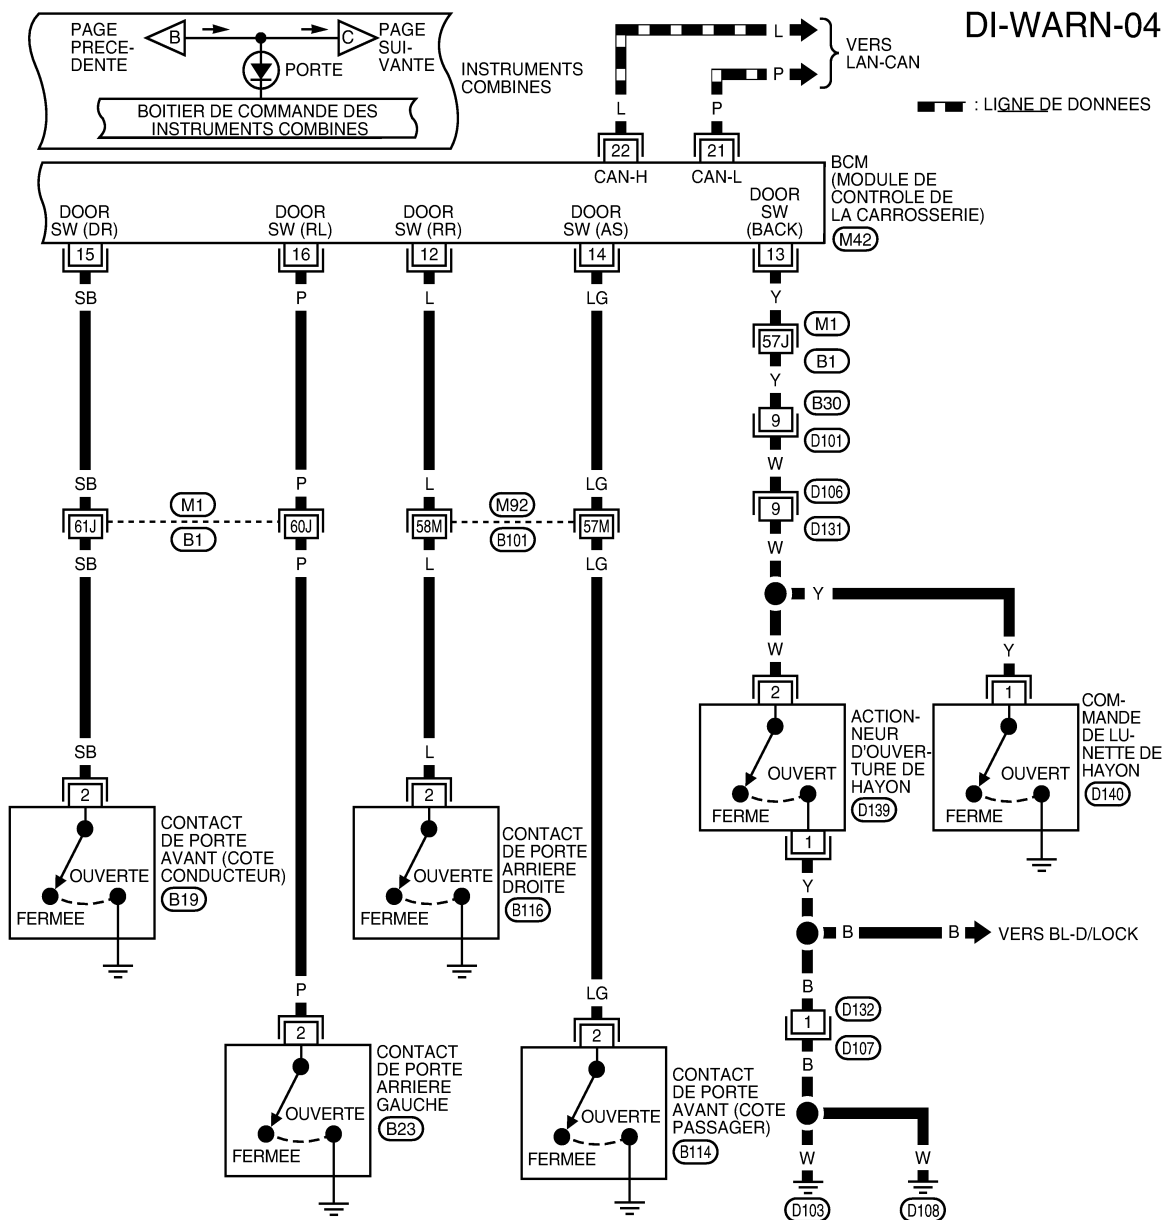 DI-WARN-04
PAGE
PRECE-
DENTE
B
C
PAGE
SUI-
VANTE
PORTE
BOITIER DE COMMANDE DES
INSTRUMENTS COMBINES
INSTRUMENTS
COMBINES
L
P
VERS
LAN-CAN
: LIGNE DE DONNEES
L
P
22
21
CAN-H
CAN-L
BCM
(MODULE DE
CONTROLE DE
LA CARROSSERIE)
M42
DOOR
SW (DR)
DOOR
SW (RL)
DOOR
SW (RR)
DOOR
SW (AS)
DOOR
SW
(BACK)
15
16
12
14
13
SB
P
L
LG
Y
57J
M1
B1
Y
9
B30
D101
W
9
D106
D131
W
SB
P
L
LG
61J
M1
B1
60J
58M
M92
B101
57M
SB
P
L
LG
Y
W
Y
2
1
ACTION-
NEUR
D'OUVER-
TURE DE
HAYON
D139
OUVERT
FERME
COM-
MANDE
DE LU-
NETTE DE
HAYON
D140
OUVERT
FERME
SB
L
2
2
CONTACT
DE PORTE
AVANT (COTE
CONDUCTEUR)
B19
OUVERTE
FERMEE
CONTACT
DE PORTE
ARRIERE
DROITE
B116
OUVERTE
FERMEE
1
Y
B
B
VERS BL-D/LOCK
B
1
D132
D107
B
P
LG
2
2
CONTACT
DE PORTE
ARRIERE
GAUCHE
B23
OUVERTE
FERMEE
CONTACT
DE PORTE
AVANT (COTE
PASSAGER)
B114
OUVERTE
FERMEE
W
W
D103
D108